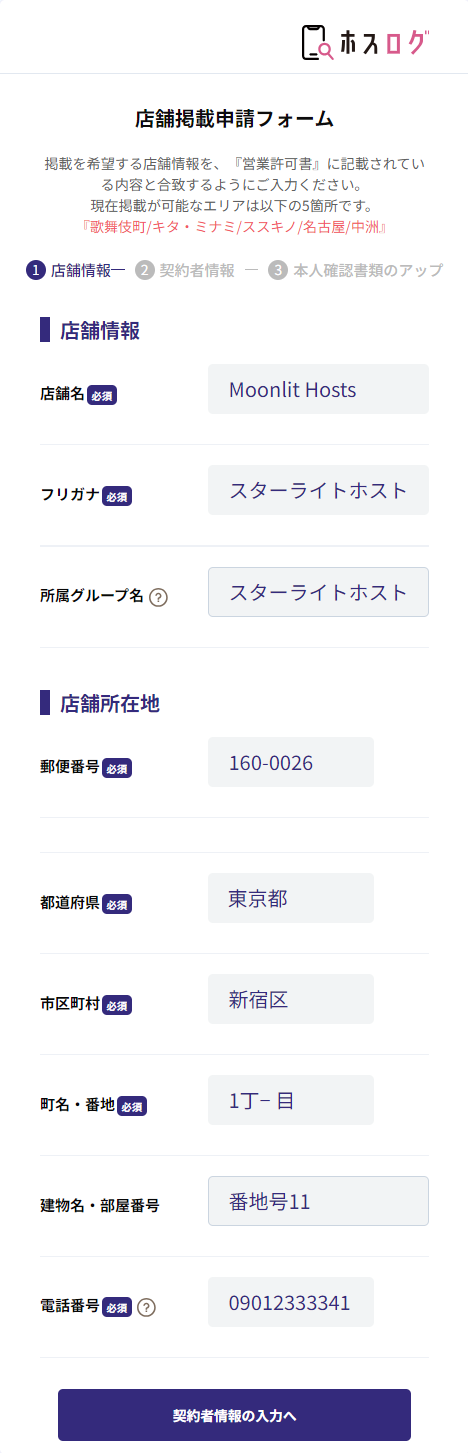 ホスログ
店舗掲載申請フォーム
掲載を希望する店舗情報を、『営業許可書』に記載されてい
る内容と合致するようにご入力ください。
現在掲載が可能なエリアは以下の5箇所です。
『歌舞伎町/キタ・ミナミ/ススキノ/名古屋/中洲』
1 店舗情報 2 契約者情報 3 本人確認書類のアップ
店舗情報
店舗名 必須 Moonlit Hosts
フリガナ 必須 スターライトホスト
所属グループ名 ? スターライトホスト
店舗所在地
郵便番号 必須 160-0026
都道府県 必須 東京都
市区町村 必須 新宿区
町名・番地 必須 1丁− 目
建物名・部屋番号 番地号11
電話番号 必須 ? 09012333341
契約者情報の入力へ